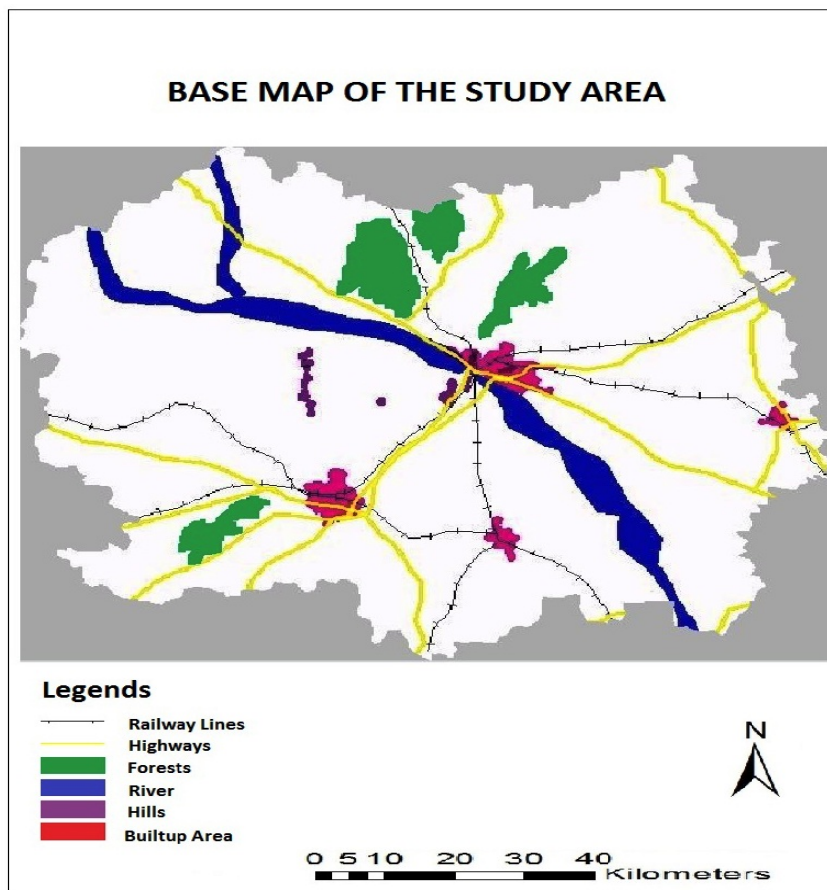 BASE MAP OF THE STUDY AREA
Legends
Railway Lines
Highways
Forests
River
Hills
Builtup Area
N
0 5 10 20 30 40
Kilometers